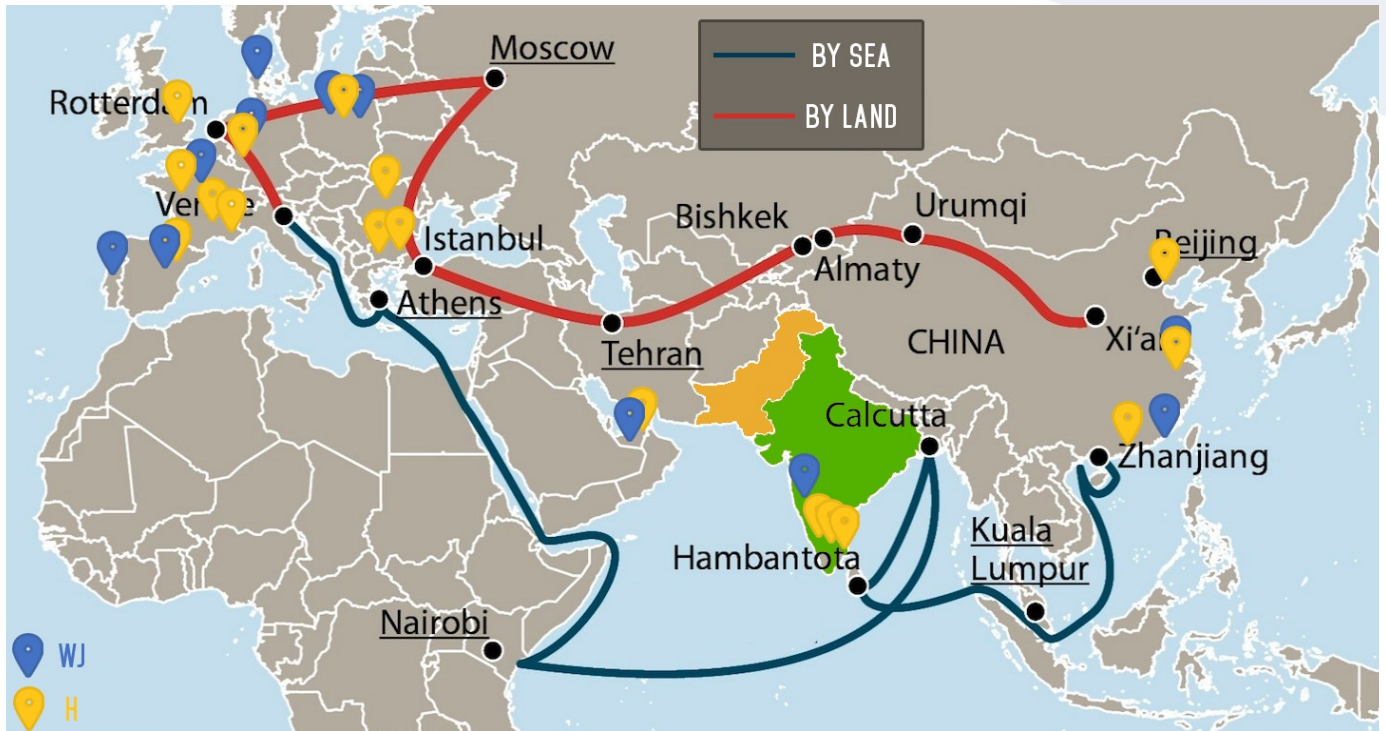 Moscow
BY SEA
BY LAND
Rotterdam
Venice
Istanbul
Athens
Tehran
Bishkek
Almaty
Urumqi
Beijing
Xi'an
CHINA
Calcutta
Zhanjiang
Hambantota
Kuala
Lumpur
Nairobi
WJ
H